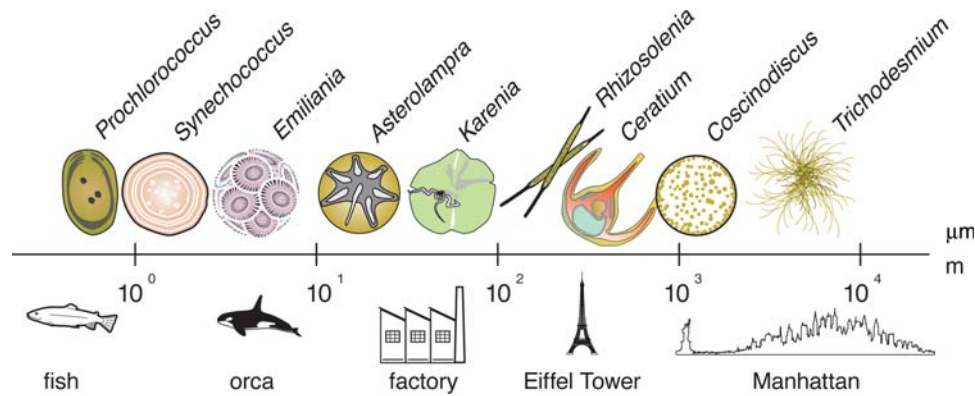 Prochlorococcus
Synechococcus
Emiliania
Asterolampra
Karenia
Rhizosolenia
Ceratium
Coscinodiscus
Trichodesmium
μm
m
10⁰
10¹
10²
10³
10⁴
fish
orca
factory
Eiffel Tower
Manhattan